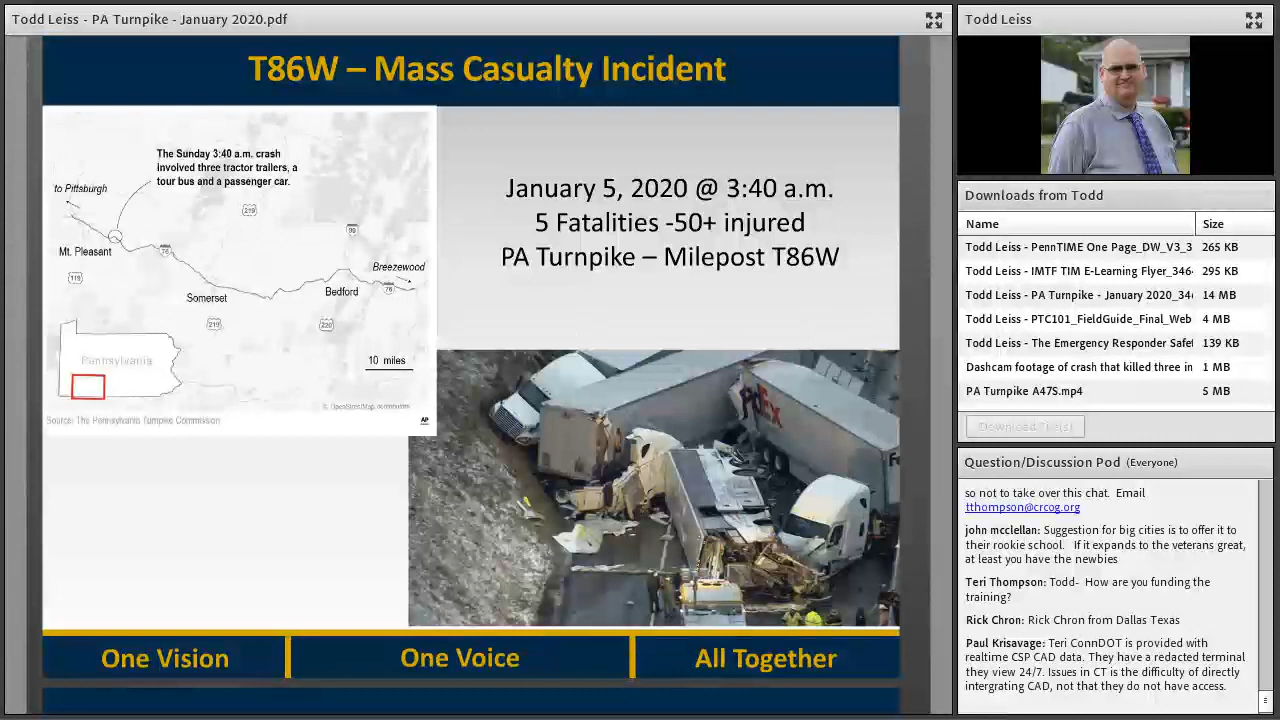 Todd Leiss - PA Turnpike - January 2020.pdf
T86W – Mass Casualty Incident
The Sunday 3:40 a.m. crash
involved three tractor trailers, a
tour bus and a passenger car.
to Pittsburgh
219
99
Mt. Pleasant
76
119
Breezewood
Somerset
Bedford
76
219
220
Pennsylvania
10 miles
© OpenStreetMap contributors
Source: The Pennsylvania Turnpike Commission
AP
January 5, 2020 @ 3:40 a.m.
5 Fatalities -50+ injured
PA Turnpike – Milepost T86W
FedEx
Fe
One Vision
One Voice
All Together
Todd Leiss
Downloads from Todd
Name Size
Todd Leiss - PennTIME One Page_DW_V3_3 265 KB
Todd Leiss - IMTF TIM E-Learning Flyer_346 295 KB
Todd Leiss - PA Turnpike - January 2020_34 14 MB
Todd Leiss - PTC101_FieldGuide_Final_Web 4 MB
Todd Leiss - The Emergency Responder Safe 139 KB
Dashcam footage of crash that killed three in 1 MB
PA Turnpike A47S.mp4 5 MB
Download File(s)
Question/Discussion Pod (Everyone)
so not to take over this chat. Email
tthompson@crcog.org
john mcclellan: Suggestion for big cities is to offer it to
their rookie school. If it expands to the veterans great,
at least you have the newbies
Teri Thompson: Todd- How are you funding the
training?
Rick Chron: Rick Chron from Dallas Texas
Paul Krisavage: Teri ConnDOT is provided with
realtime CSP CAD data. They have a redacted terminal
they view 24/7. Issues in CT is the difficulty of directly
intergrating CAD, not that they do not have access.